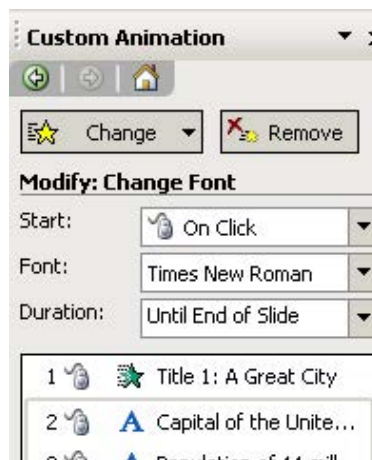 Custom Animation
Change Remove
Modify: Change Font
Start: On Click
Font: Times New Roman
Duration: Until End of Slide
1 Title 1: A Great City
2 Capital of the Unite...